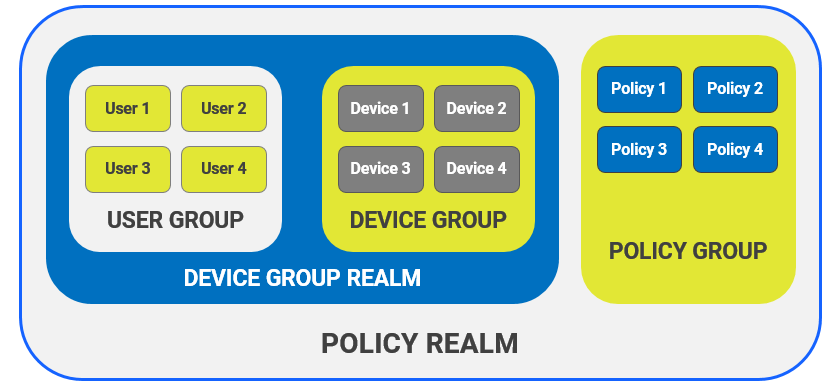 User 1
User 2
User 3
User 4
USER GROUP
Device 1
Device 2
Device 3
Device 4
DEVICE GROUP
DEVICE GROUP REALM
Policy 1
Policy 2
Policy 3
Policy 4
POLICY GROUP
POLICY REALM